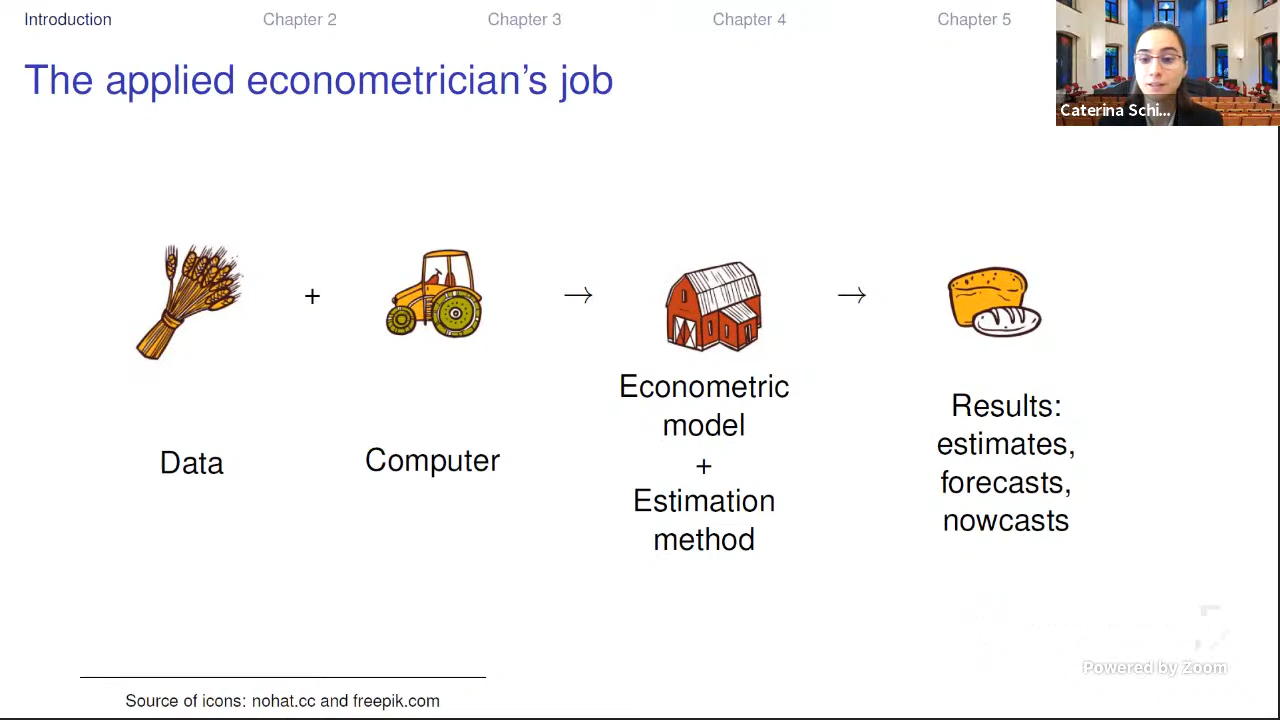 Introduction
Chapter 2
Chapter 3
Chapter 4
Chapter 5
The applied econometrician's job
Caterina Schi...
+
→
→
Data
Computer
Econometric
model
+
Estimation
method
Results:
estimates,
forecasts,
nowcasts
Powered by Zoom
Source of icons: nohat.cc and freepik.com